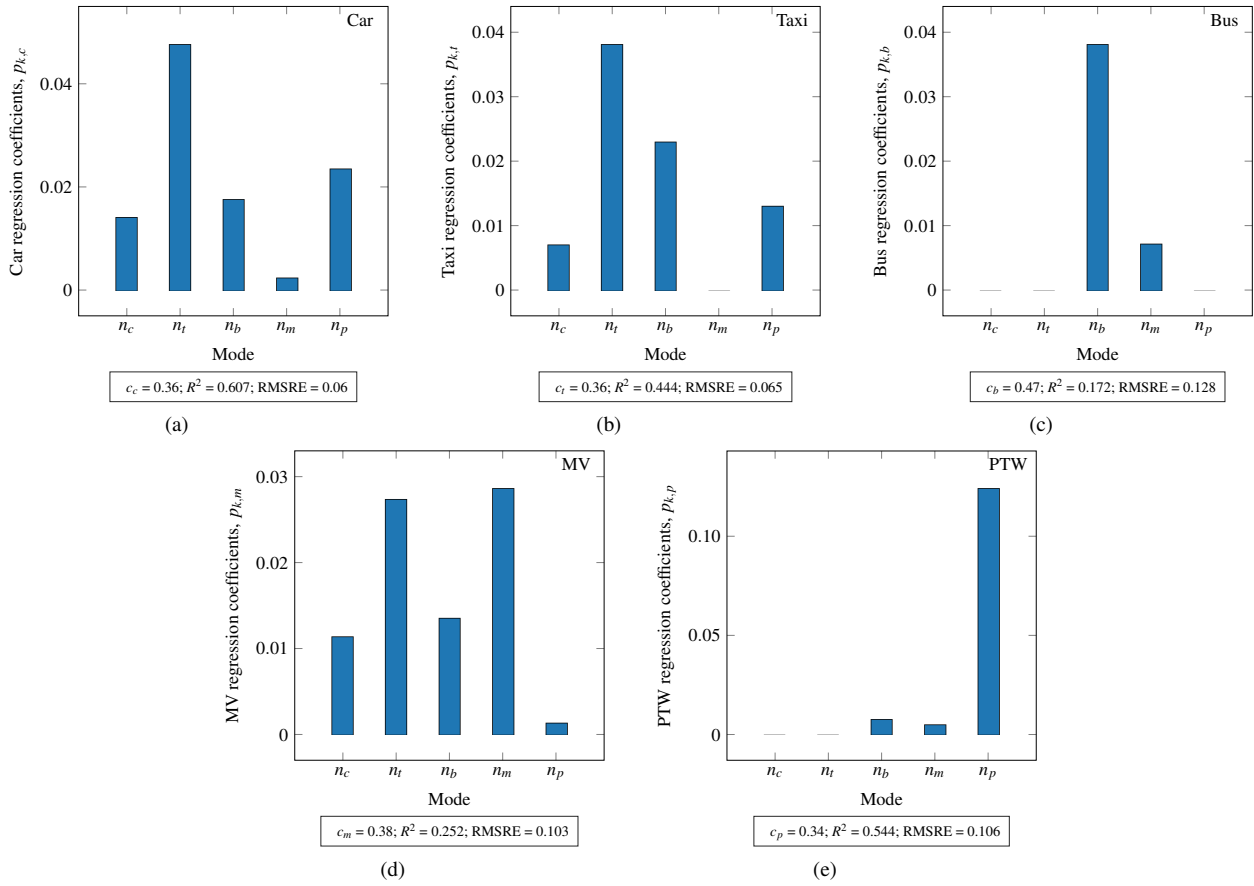 Car
Car regression coefficients, p_{k,c}
0.04
0.02
0
n_c n_t n_b n_m n_p
Mode
c_c = 0.36; R² = 0.607; RMSRE = 0.06
(a)
Taxi
Taxi regression coefficients, p_{k,t}
0.04
0.03
0.02
0.01
0
n_c n_t n_b n_m n_p
Mode
c_t = 0.36; R² = 0.444; RMSRE = 0.065
(b)
Bus
Bus regression coefficients, p_{k,b}
0.04
0.03
0.02
0.01
0
n_c n_t n_b n_m n_p
Mode
c_b = 0.47; R² = 0.172; RMSRE = 0.128
(c)
MV
MV regression coefficients, p_{k,m}
0.03
0.02
0.01
0
n_c n_t n_b n_m n_p
Mode
c_m = 0.38; R² = 0.252; RMSRE = 0.103
(d)
PTW
PTW regression coefficients, p_{k,p}
0.10
0.05
0
n_c n_t n_b n_m n_p
Mode
c_p = 0.34; R² = 0.544; RMSRE = 0.106
(e)